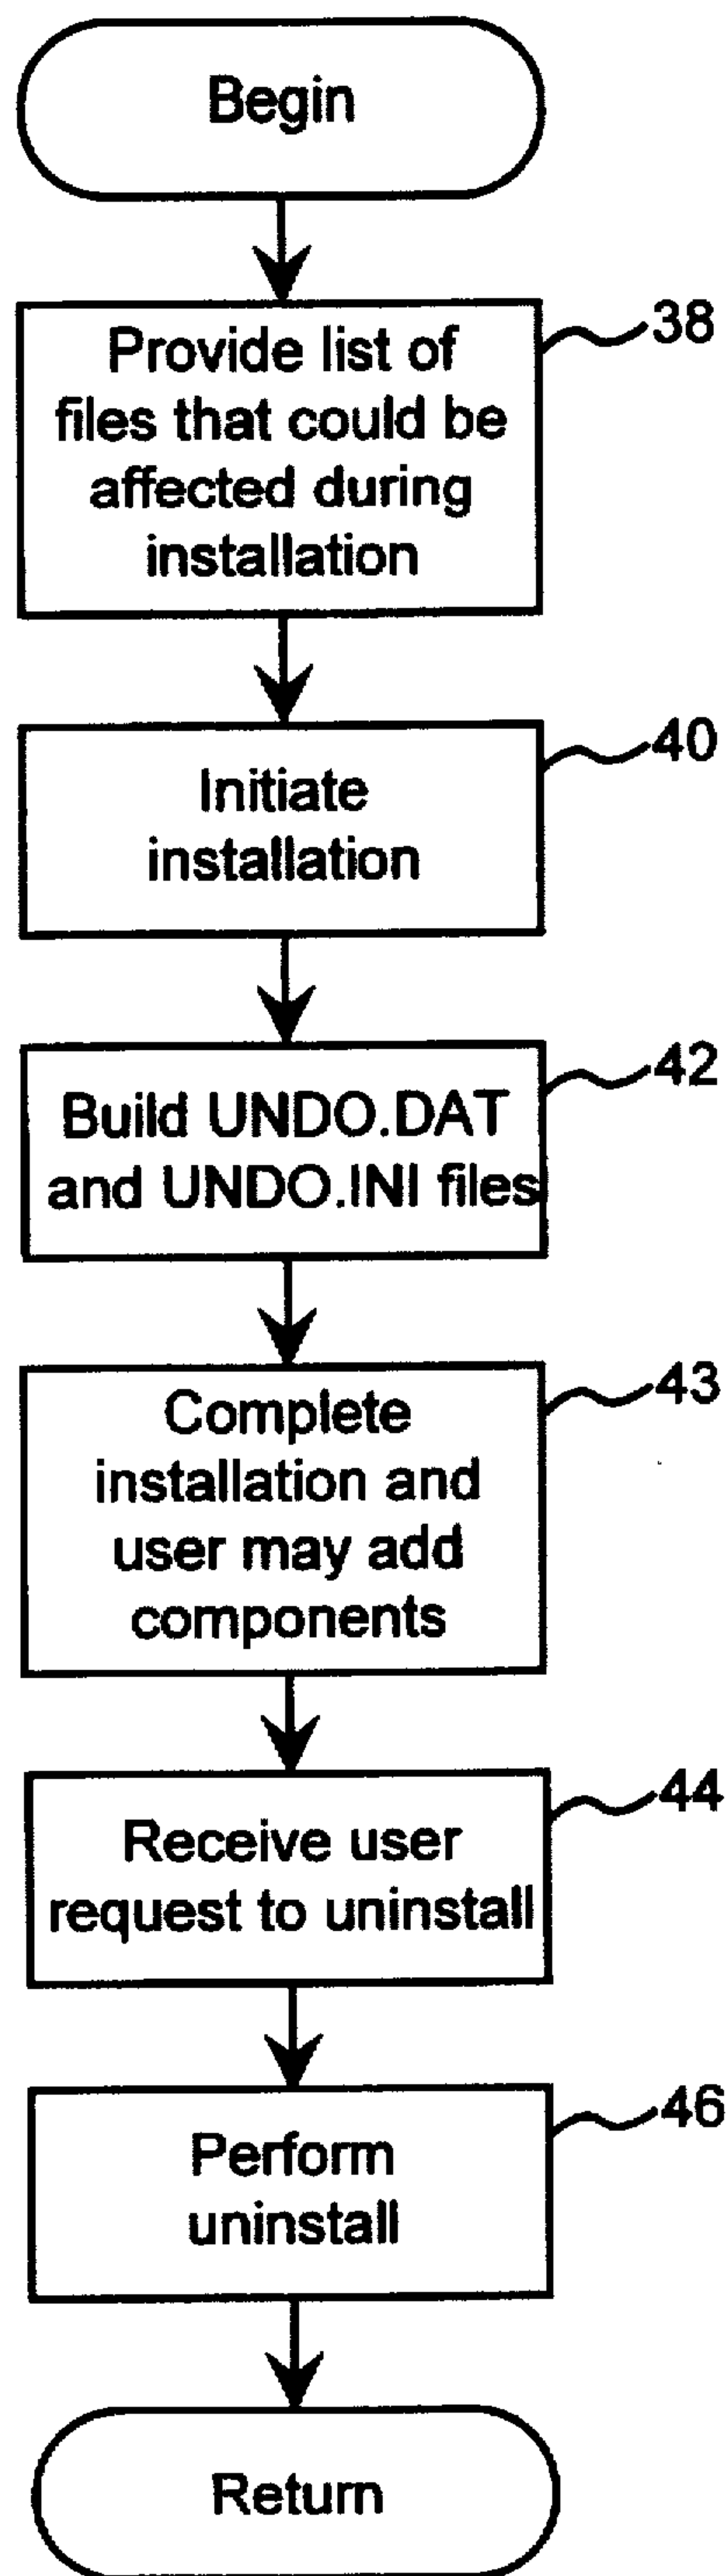 Begin
Provide list of
files that could be
affected during
installation
38
Initiate
installation
40
Build UNDO.DAT
and UNDO.INI files
42
Complete
installation and
user may add
components
43
Receive user
request to uninstall
44
Perform
uninstall
46
Return